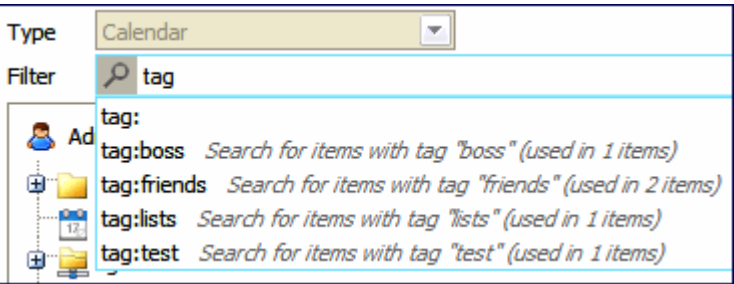 Type Calendar
Filter tag
tag:
Ad
tag:boss Search for items with tag "boss" (used in 1 items)
tag:friends Search for items with tag "friends" (used in 2 items)
tag:lists Search for items with tag "lists" (used in 1 items)
12
tag:test Search for items with tag "test" (used in 1 items)